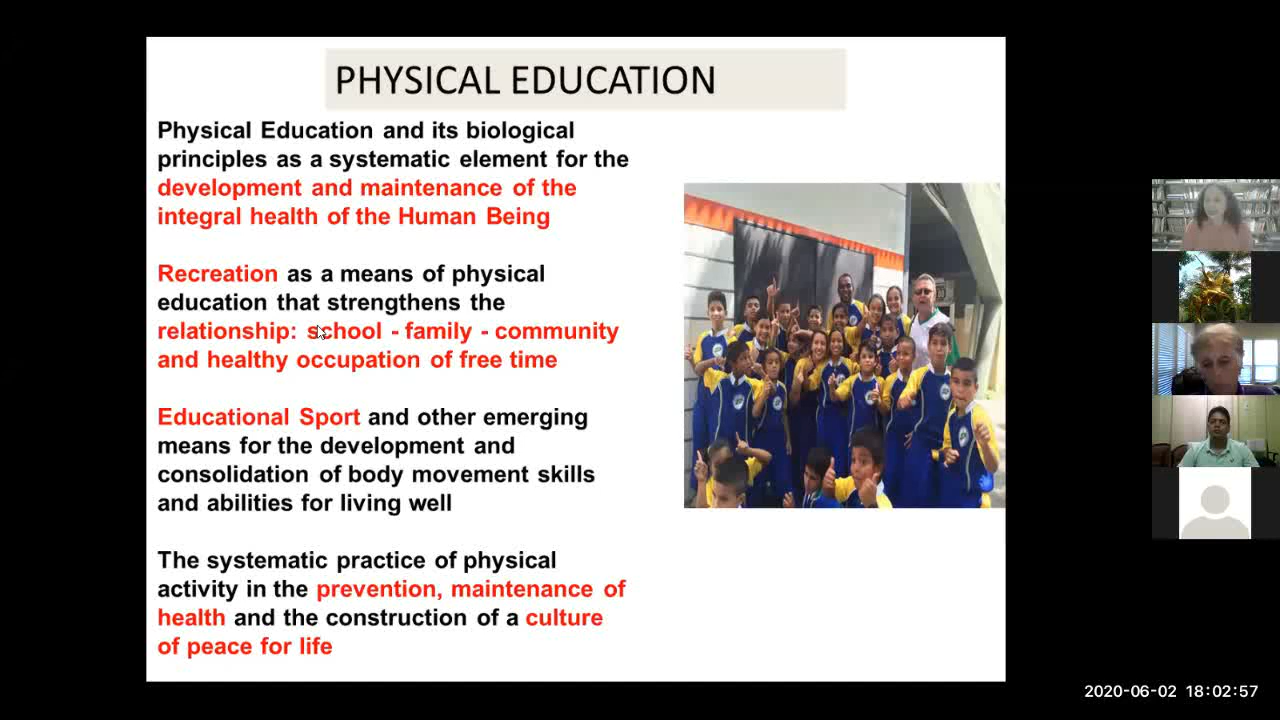 PHYSICAL EDUCATION
Physical Education and its biological
principles as a systematic element for the
development and maintenance of the
integral health of the Human Being
Recreation as a means of physical
education that strengthens the
relationship: school - family - community
and healthy occupation of free time
Educational Sport and other emerging
means for the development and
consolidation of body movement skills
and abilities for living well
The systematic practice of physical
activity in the prevention, maintenance of
health and the construction of a culture
of peace for life
2020-06-02 18:02:57